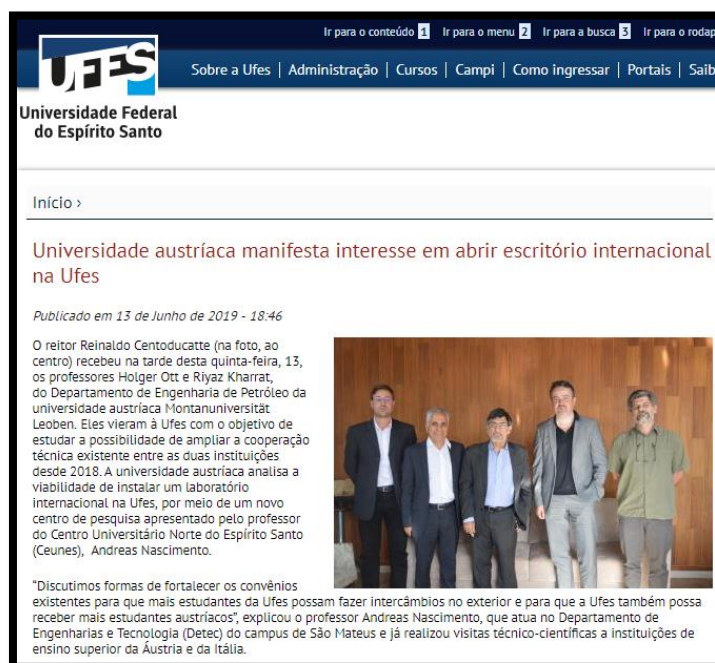 Ir para o conteúdo 1 Ir para o menu 2 Ir para a busca 3 Ir para o rodap
UFES
Sobre a Ufes | Administração | Cursos | Campi | Como ingressar | Portais | Saib
Universidade Federal
do Espírito Santo
Início ›
Universidade austríaca manifesta interesse em abrir escritório internacional
na Ufes
Publicado em 13 de Junho de 2019 - 18:46
O reitor Reinaldo Centoducatte (na foto, ao
centro) recebeu na tarde desta quinta-feira, 13,
os professores Holger Ott e Riyaz Kharrat,
do Departamento de Engenharia de Petróleo da
universidade austríaca Montanuniversität
Leoben. Eles vieram à Ufes com o objetivo de
estudar a possibilidade de ampliar a cooperação
técnica existente entre as duas instituições
desde 2018. A universidade austríaca analisa a
viabilidade de instalar um laboratório
internacional na Ufes, por meio de um novo
centro de pesquisa apresentado pelo professor
do Centro Universitário Norte do Espírito Santo
(Ceunes), Andreas Nascimento.
“Discutimos formas de fortalecer os convênios
existentes para que mais estudantes da Ufes possam fazer intercâmbios no exterior e para que a Ufes também possa
receber mais estudantes austríacos”, explicou o professor Andreas Nascimento, que atua no Departamento de
Engenharias e Tecnologia (Detec) do campus de São Mateus e já realizou visitas técnico-científicas a instituições de
ensino superior da Áustria e da Itália.